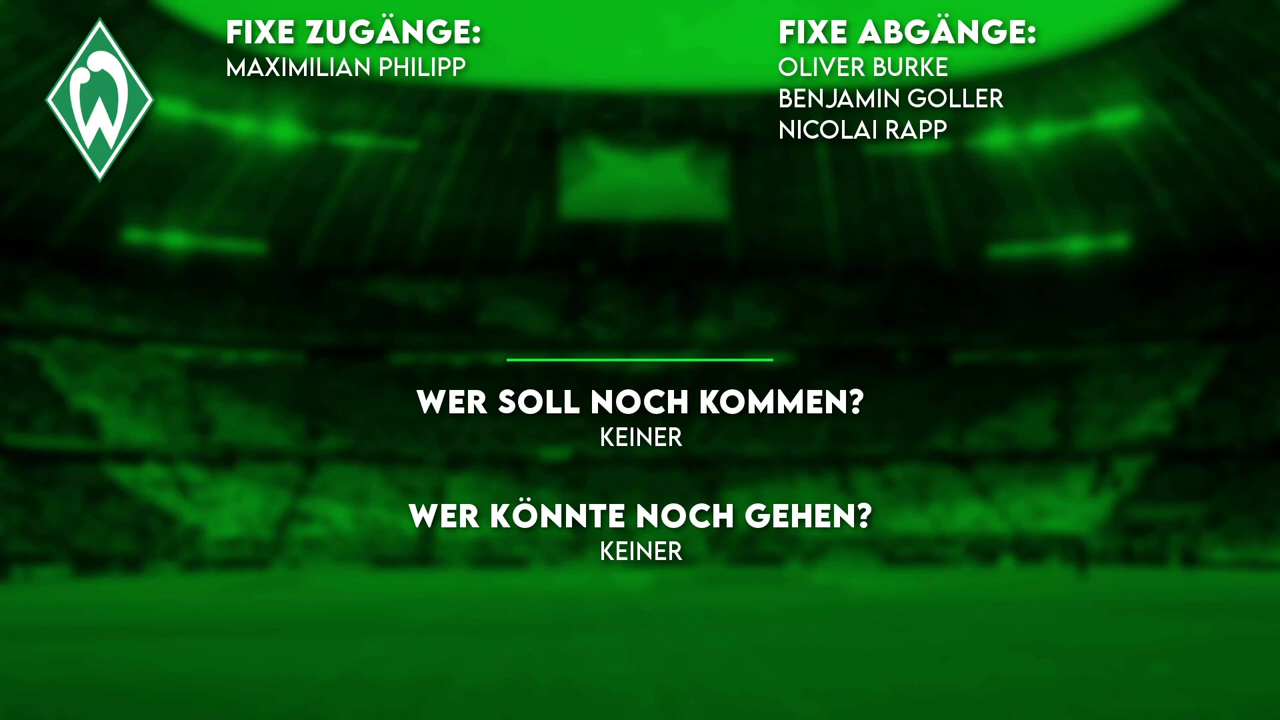 FIXE ZUGÄNGE:
MAXIMILIAN PHILIPP
FIXE ABGÄNGE:
OLIVER BURKE
BENJAMIN GOLLER
NICOLAI RAPP
WER SOLL NOCH KOMMEN?
KEINER
WER KÖNNTE NOCH GEHEN?
KEINER